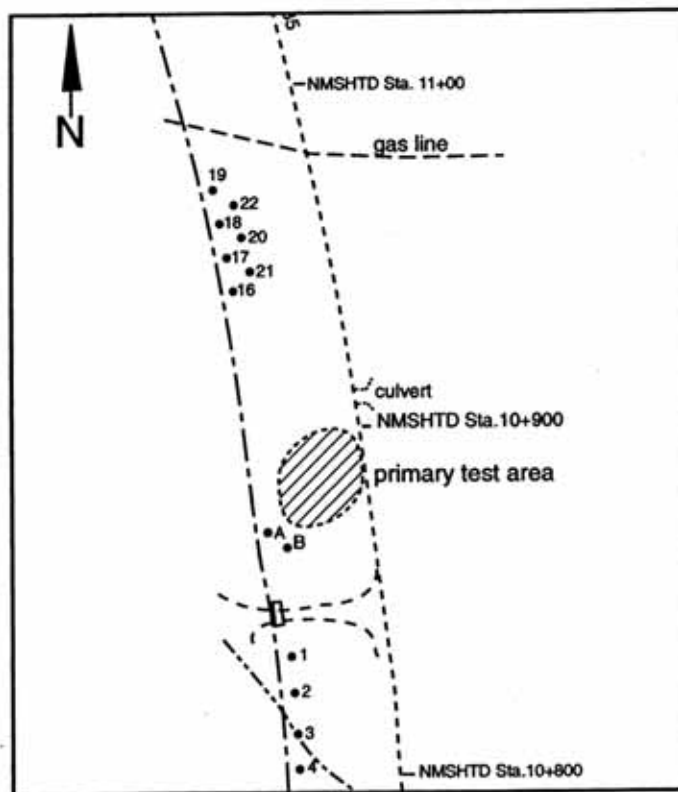 NMSHTD Sta. 11+00
N
gas line
19
22
18
20
17
21
16
culvert
NMSHTD Sta.10+900
primary test area
A
B
1
2
3
4
NMSHTD Sta.10+800